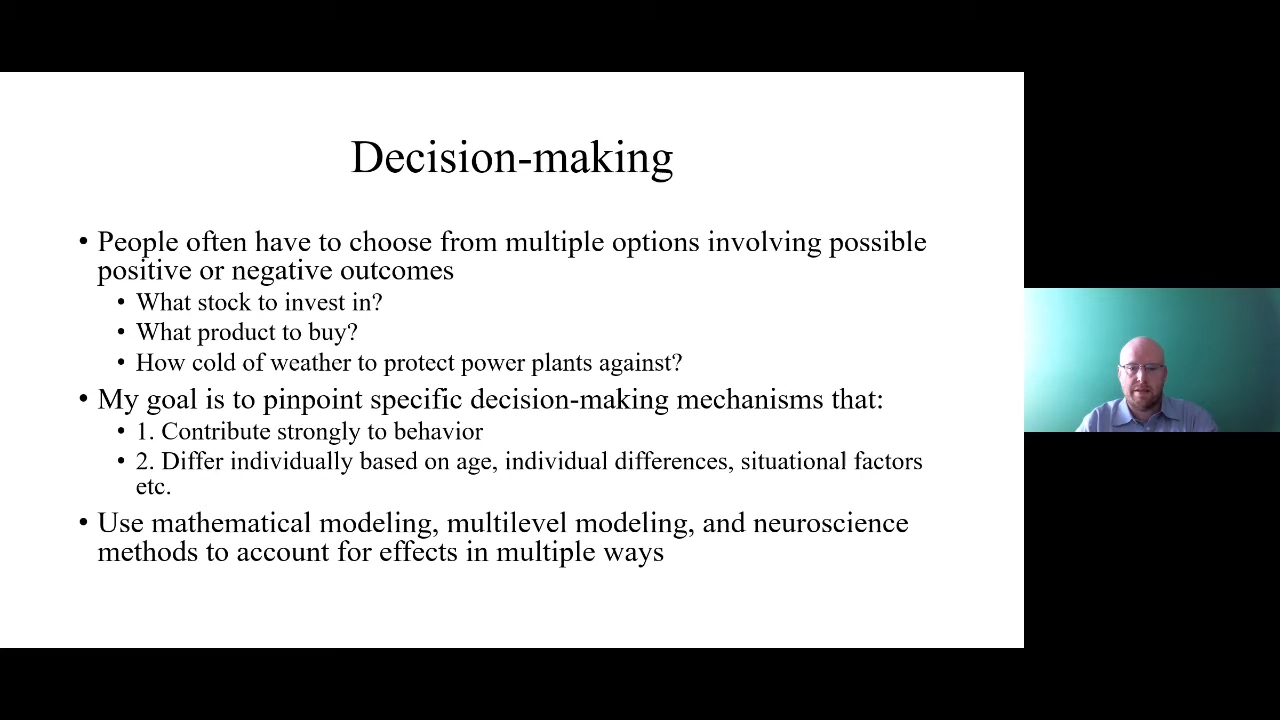 Decision-making
• People often have to choose from multiple options involving possible
positive or negative outcomes
• What stock to invest in?
• What product to buy?
• How cold of weather to protect power plants against?
• My goal is to pinpoint specific decision-making mechanisms that:
• 1. Contribute strongly to behavior
• 2. Differ individually based on age, individual differences, situational factors
etc.
• Use mathematical modeling, multilevel modeling, and neuroscience
methods to account for effects in multiple ways